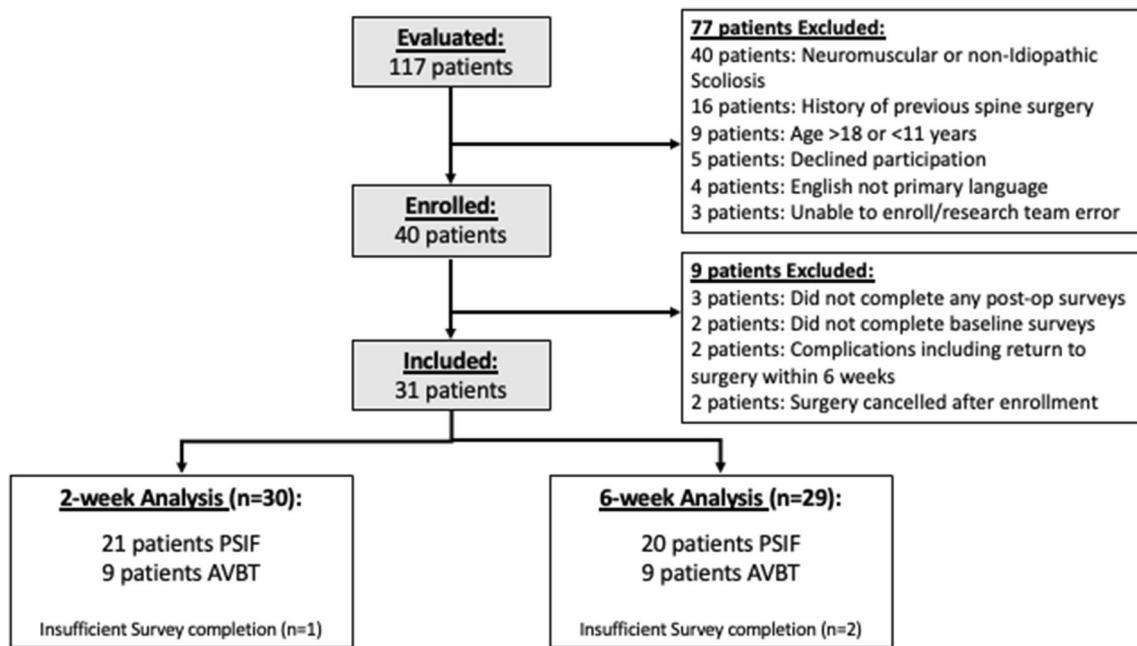 Evaluated:
117 patients
77 patients Excluded:
40 patients: Neuromuscular or non-Idiopathic
Scoliosis
16 patients: History of previous spine surgery
9 patients: Age >18 or <11 years
5 patients: Declined participation
4 patients: English not primary language
3 patients: Unable to enroll/research team error
Enrolled:
40 patients
9 patients Excluded:
3 patients: Did not complete any post-op surveys
2 patients: Did not complete baseline surveys
2 patients: Complications including return to
surgery within 6 weeks
2 patients: Surgery cancelled after enrollment
Included:
31 patients
2-week Analysis (n=30):
21 patients PSIF
9 patients AVBT
Insufficient Survey completion (n=1)
6-week Analysis (n=29):
20 patients PSIF
9 patients AVBT
Insufficient Survey completion (n=2)